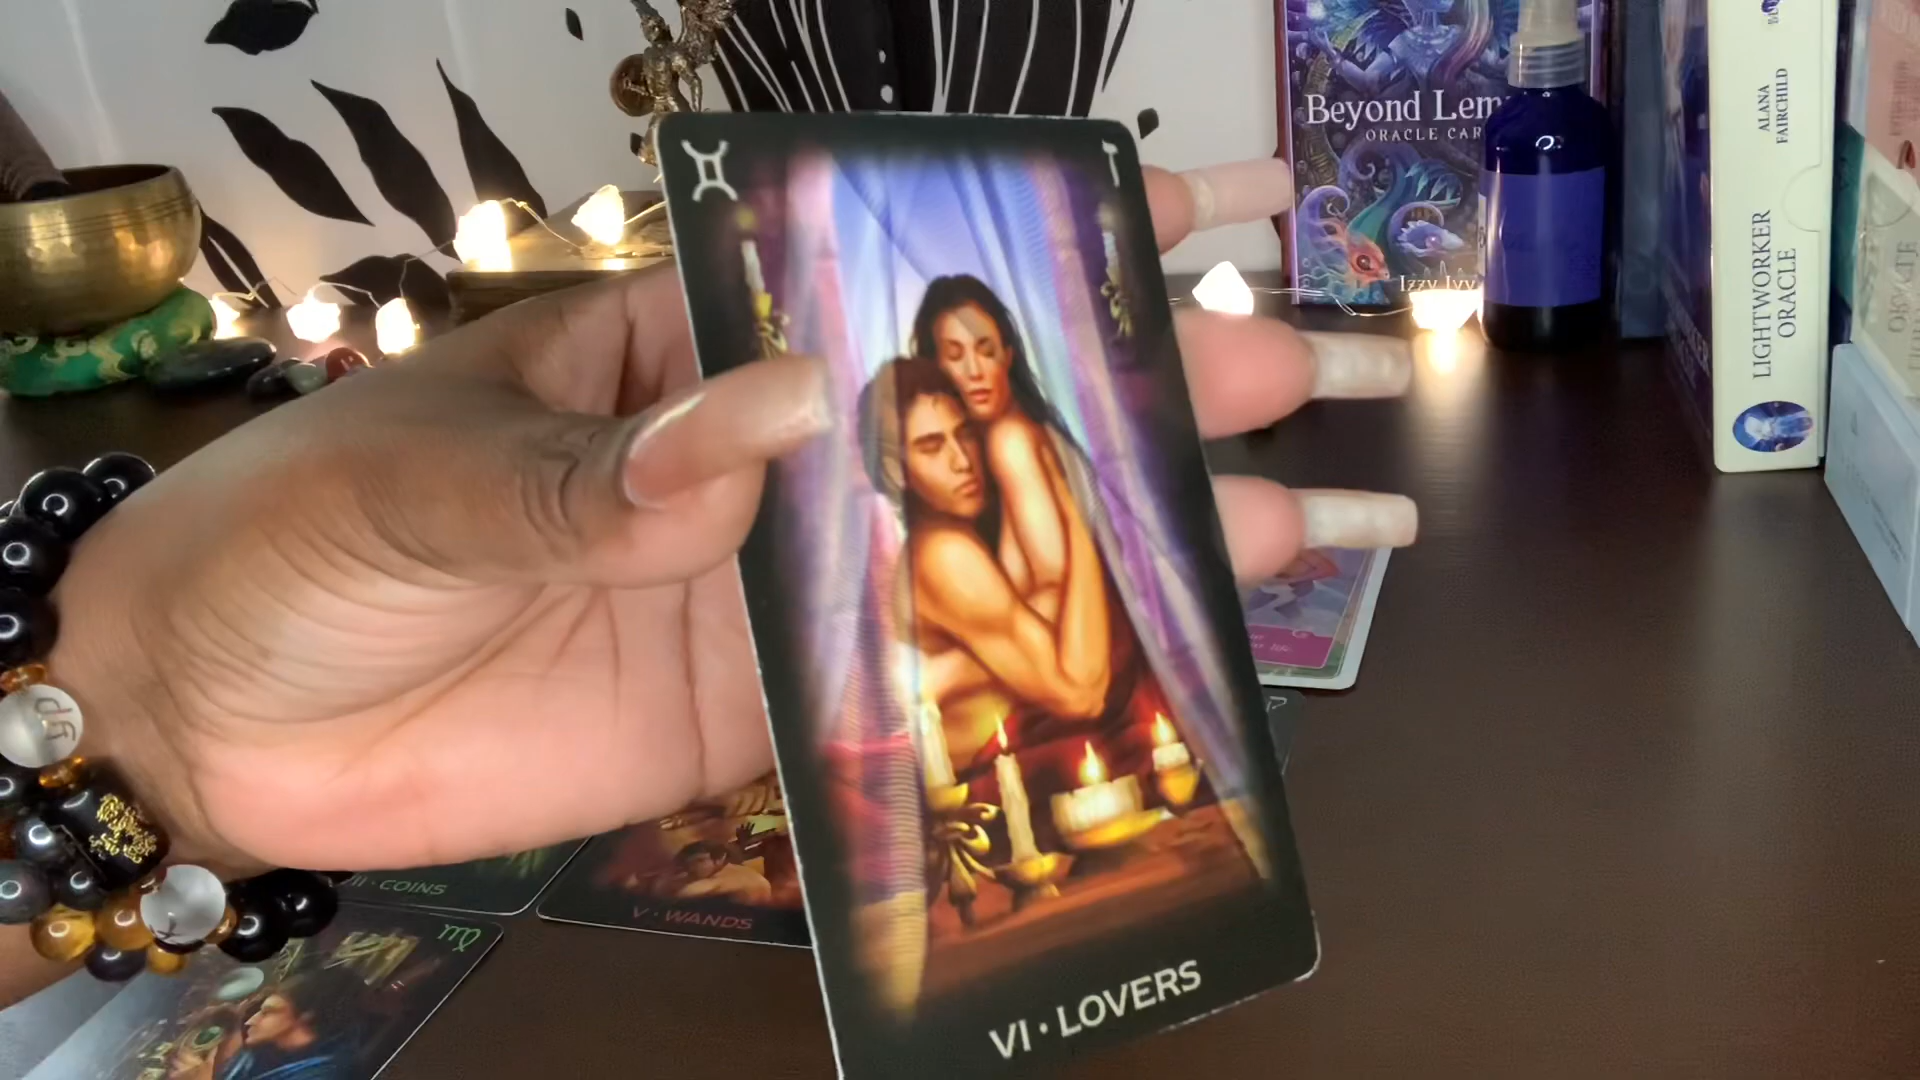 Beyond Lem
ORACLE CAR
Izzy Ivy
ALANA
FAIRCHILD
LIGHTWORKER
ORACLE
VI · LOVERS
V · WANDS
II · COINS